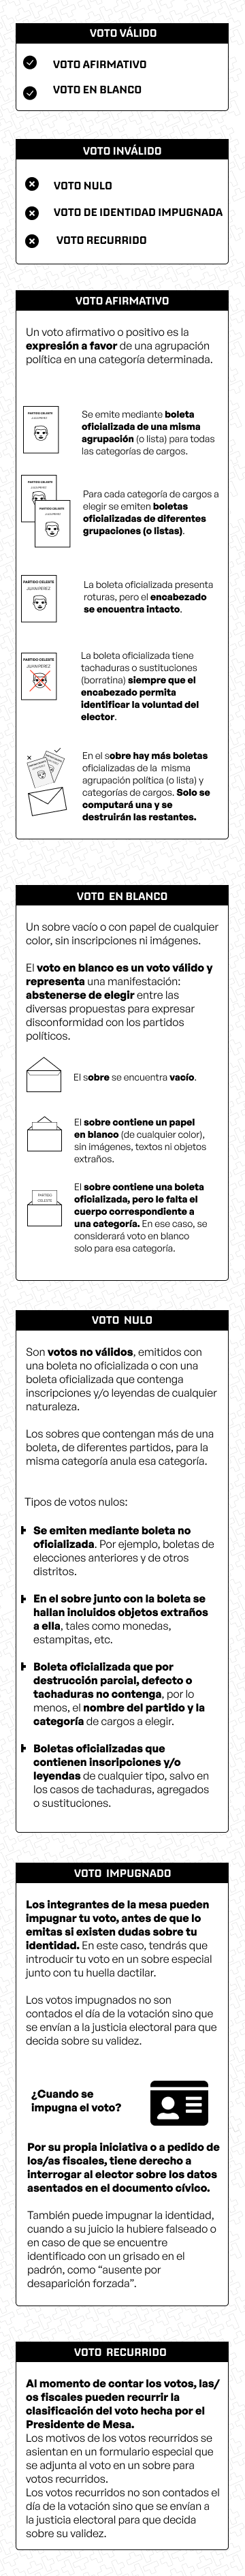 VOTO VÁLIDO
VOTO AFIRMATIVO
VOTO EN BLANCO
VOTO INVÁLIDO
VOTO NULO
VOTO DE IDENTIDAD IMPUGNADA
VOTO RECURRIDO
VOTO AFIRMATIVO
Un voto afirmativo o positivo es la
expresión a favor de una agrupación
política en una categoría determinada.
PARTIDO CELESTE
JUAN PEREZ
Se emite mediante boleta
oficializada de una misma
agrupación (o lista) para todas
las categorías de cargos.
PARTIDO CELESTE
JUAN PEREZ
PARTIDO CELESTE
JUAN PEREZ
Para cada categoría de cargos a
elegir se emiten boletas
oficializadas de diferentes
grupaciones (o listas).
PARTIDO CELESTE
JUAN PEREZ
La boleta oficializada presenta
roturas, pero el encabezado
se encuentra intacto.
PARTIDO CELESTE
JUAN PEREZ
La boleta oficializada tiene
tachaduras o sustituciones
(borratina) siempre que el
encabezado permita
identificar la voluntad del
elector.
En el sobre hay más boletas
oficializadas de la misma
agrupación política (o lista) y
categorías de cargos. Solo se
computará una y se
destruirán las restantes.
VOTO EN BLANCO
Un sobre vacío o con papel de cualquier
color, sin inscripciones ni imágenes.
El voto en blanco es un voto válido y
representa una manifestación:
abstenerse de elegir entre las
diversas propuestas para expresar
disconformidad con los partidos
políticos.
El sobre se encuentra vacío.
El sobre contiene un papel
en blanco (de cualquier color),
sin imágenes, textos ni objetos
extraños.
PARTIDO
CELESTE
El sobre contiene una boleta
oficializada, pero le falta el
cuerpo correspondiente a
una categoría. En ese caso, se
considerará voto en blanco
solo para esa categoría.
VOTO NULO
Son votos no válidos, emitidos con
una boleta no oficializada o con una
boleta oficializada que contenga
inscripciones y/o leyendas de cualquier
naturaleza.
Los sobres que contengan más de una
boleta, de diferentes partidos, para la
misma categoría anula esa categoría.
Tipos de votos nulos:
Se emiten mediante boleta no
oficializada. Por ejemplo, boletas de
elecciones anteriores y de otros
distritos.
En el sobre junto con la boleta se
hallan incluidos objetos extraños
a ella, tales como monedas,
estampitas, etc.
Boleta oficializada que por
destrucción parcial, defecto o
tachaduras no contenga, por lo
menos, el nombre del partido y la
categoría de cargos a elegir.
Boletas oficializadas que
contienen inscripciones y/o
leyendas de cualquier tipo, salvo en
los casos de tachaduras, agregados
o sustituciones.
VOTO IMPUGNADO
Los integrantes de la mesa pueden
impugnar tu voto, antes de que lo
emitas si existen dudas sobre tu
identidad. En este caso, tendrás que
introducir tu voto en un sobre especial
junto con tu huella dactilar.
Los votos impugnados no son
contados el día de la votación sino que
se envían a la justicia electoral para que
decida sobre su validez.
¿Cuando se
impugna el voto?
Por su propia iniciativa o a pedido de
los/as fiscales, tiene derecho a
interrogar al elector sobre los datos
asentados en el documento cívico.
También puede impugnar la identidad,
cuando a su juicio la hubiere falseado o
en caso de que se encuentre
identificado con un grisado en el
padrón, como “ausente por
desaparición forzada”.
VOTO RECURRIDO
Al momento de contar los votos, las/
os fiscales pueden recurrir la
clasificación del voto hecha por el
Presidente de Mesa.
Los motivos de los votos recurridos se
asientan en un formulario especial que
se adjunta al voto en un sobre para
votos recurridos.
Los votos recurridos no son contados el
día de la votación sino que se envían a
la justicia electoral para que decida
sobre su validez.